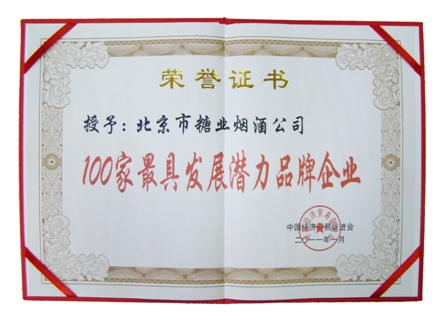 荣誉证书
授予：北京市糖业烟酒公司
100家最具发展潜力品牌企业
中国经济贸易促进会
二〇一一年一月